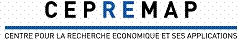 CEPREMAP
CENTRE POUR LA RECHERCHE ECONOMIQUE ET SES APPLICATIONS